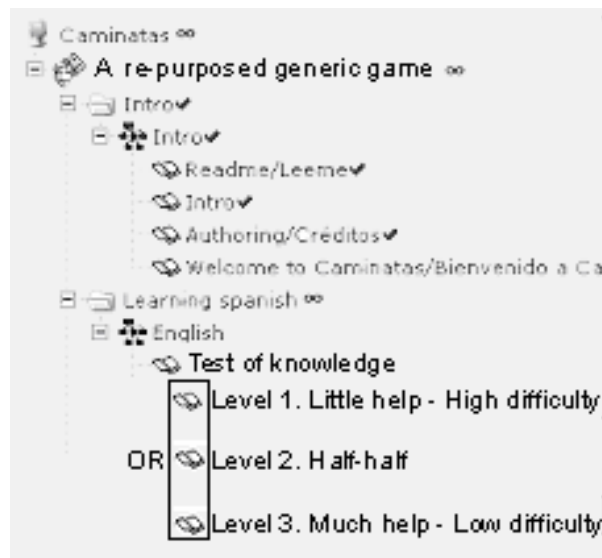 Caminatas ∞
A re-purposed generic game ∞
Intro✔
Intro✔
Readme/Leeme✔
Intro✔
Authoring/Créditos✔
Welcome to Caminatas/Bienvenido a Ca
Learning spanish ∞
English
Test of knowledge
Level 1. Little help - High difficulty
OR Level 2. Half-half
Level 3. Much help - Low difficulty